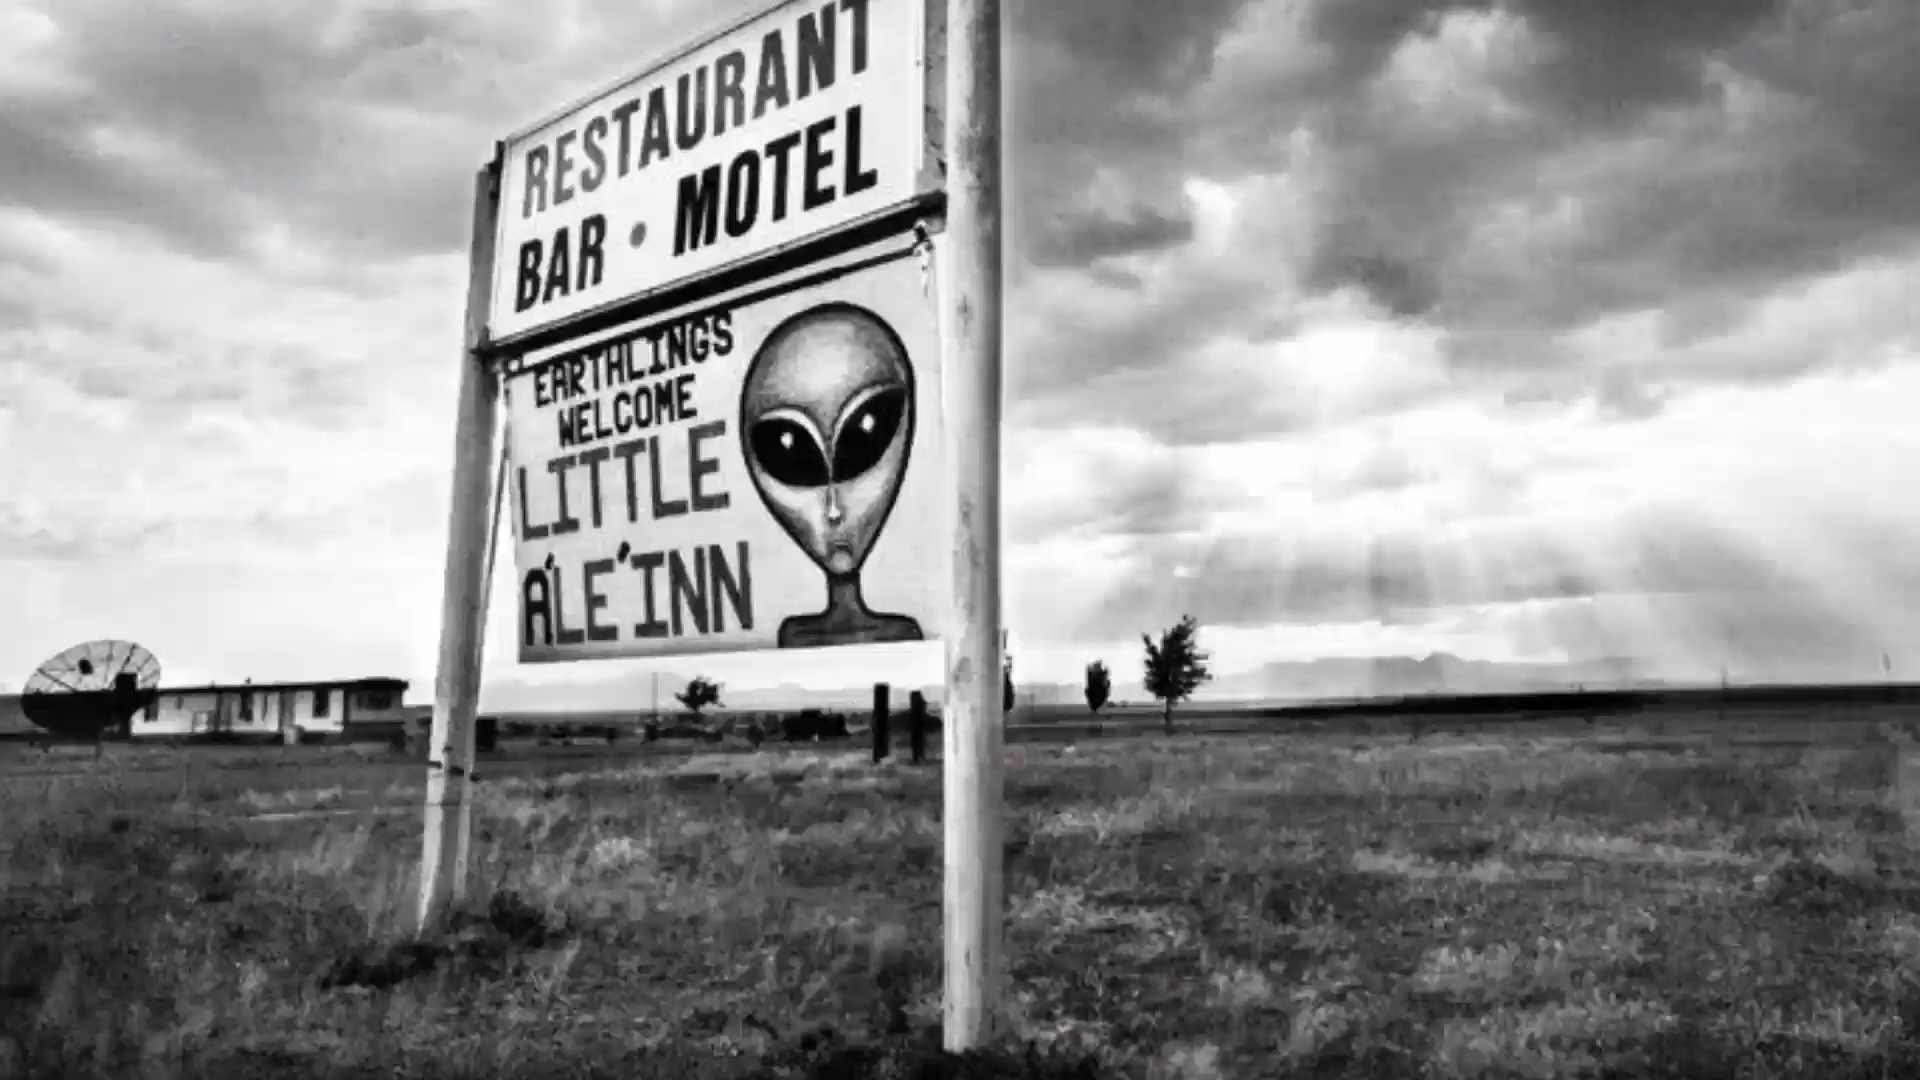 RESTAURANT
BAR • MOTEL
EARTHLINGS
WELCOME
LITTLE
A'LE'INN